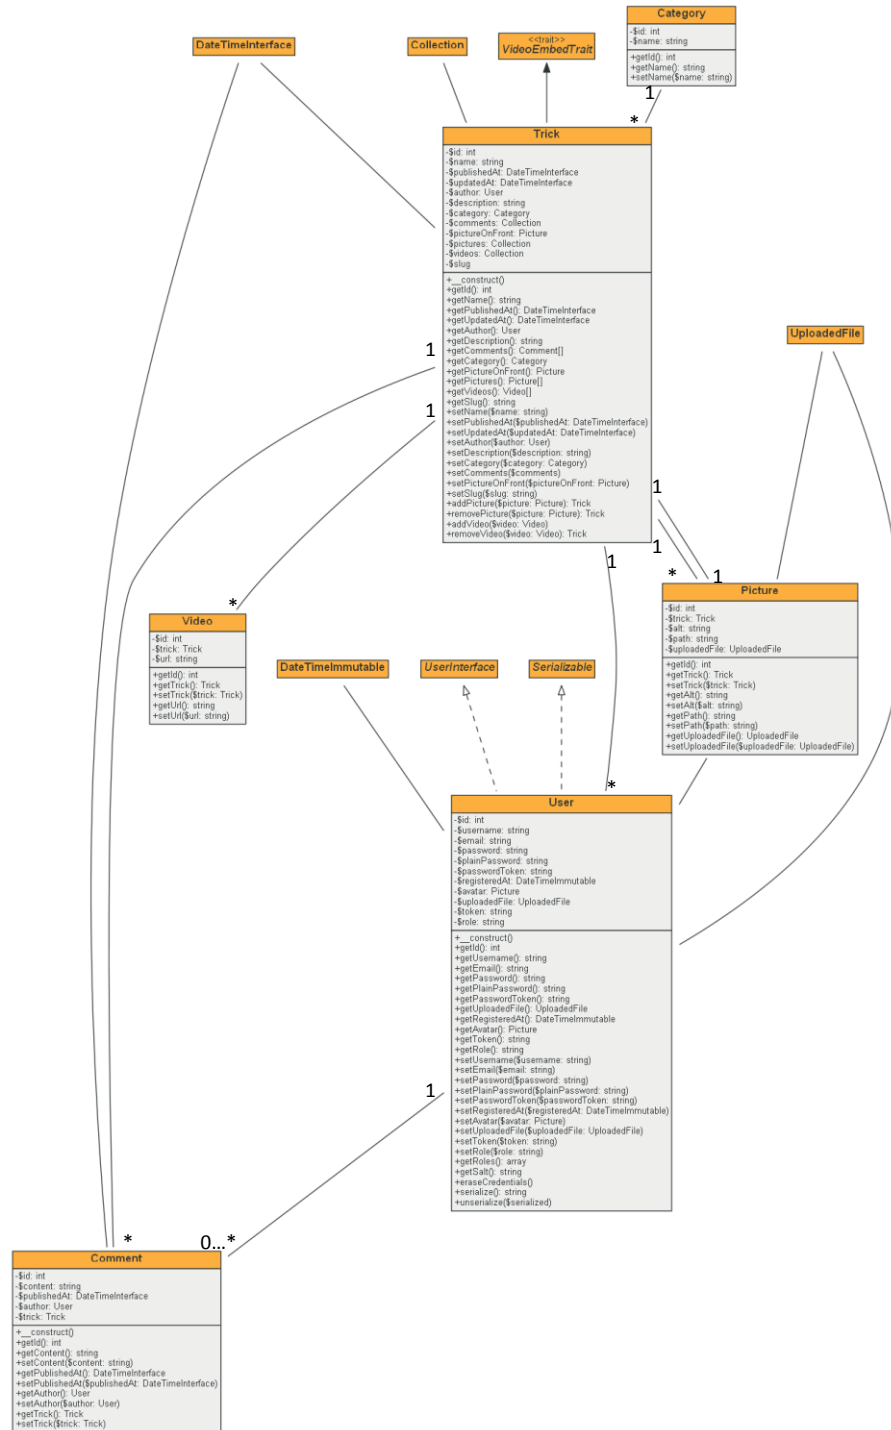 Category
-$id: int
-$name: string
+getId(): int
+getName(): string
+setName($name: string)
DateTimeInterface
Collection
<<trait>>
VideoEmbedTrait
1
*
Trick
-$id: int
-$name: string
-$publishedAt: DateTimeInterface
-$updatedAt: DateTimeInterface
-$author: User
-$description: string
-$category: Category
-$comments: Collection
-$pictureOnFront: Picture
-$pictures: Collection
-$videos: Collection
-$slug
+__construct()
+getId(): int
+getName(): string
+getPublishedAt(): DateTimeInterface
+getUpdatedAt(): DateTimeInterface
+getAuthor(): User
+getDescription(): string
+getComments(): Comment[]
+getCategory(): Category
+getPictureOnFront(): Picture
+getPictures(): Picture[]
+getVideos(): Video[]
+getSlug(): string
+setName($name: string)
+setPublishedAt($publishedAt: DateTimeInterface)
+setUpdatedAt($updatedAt: DateTimeInterface)
+setAuthor($author: User)
+setDescription($description: string)
+setCategory($category: Category)
+setComments($comments)
+setPictureOnFront($pictureOnFront: Picture)
+setSlug($slug: string)
+addPicture($picture: Picture): Trick
+removePicture($picture: Picture): Trick
+addVideo($video: Video)
+removeVideo($video: Video): Trick
UploadedFile
1
1
1
1
1
*
1
*
Picture
-$id: int
-$trick: Trick
-$alt: string
-$path: string
-$uploadedFile: UploadedFile
+getId(): int
+getTrick(): Trick
+setTrick($trick: Trick)
+getAlt(): string
+setAlt($alt: string)
+getPath(): string
+setPath($path: string)
+getUploadedFile(): UploadedFile
+setUploadedFile($uploadedFile: UploadedFile)
Video
-$id: int
-$trick: Trick
-$url: string
+getId(): int
+getTrick(): Trick
+setTrick($trick: Trick)
+getUrl(): string
+setUrl($url: string)
DateTimeImmutable
UserInterface
Serializable
*
User
-$id: int
-$username: string
-$email: string
-$password: string
-$plainPassword: string
-$passwordToken: string
-$registeredAt: DateTimeImmutable
-$avatar: Picture
-$uploadedFile: UploadedFile
-$token: string
-$role: string
+__construct()
+getId(): int
+getUsername(): string
+getEmail(): string
+getPassword(): string
+getPlainPassword(): string
+getPasswordToken(): string
+getUploadedFile(): UploadedFile
+getRegisteredAt(): DateTimeImmutable
+getAvatar(): Picture
+getToken(): string
+getRole(): string
+setUsername($username: string)
+setEmail($email: string)
+setPassword($password: string)
+setPlainPassword($plainPassword: string)
+setPasswordToken($passwordToken: string)
+setRegisteredAt($registeredAt: DateTimeImmutable)
+setAvatar($avatar: Picture)
+setUploadedFile($uploadedFile: UploadedFile)
+setToken($token: string)
+setRole($role: string)
+getRoles(): array
+getSalt(): string
+eraseCredentials()
+serialize(): string
+unserialize($serialized)
1
*
0...*
Comment
-$id: int
-$content: string
-$publishedAt: DateTimeInterface
-$author: User
-$trick: Trick
+__construct()
+getId(): int
+getContent(): string
+setContent($content: string)
+getPublishedAt(): DateTimeInterface
+setPublishedAt($publishedAt: DateTimeInterface)
+getAuthor(): User
+setAuthor($author: User)
+getTrick(): Trick
+setTrick($trick: Trick)